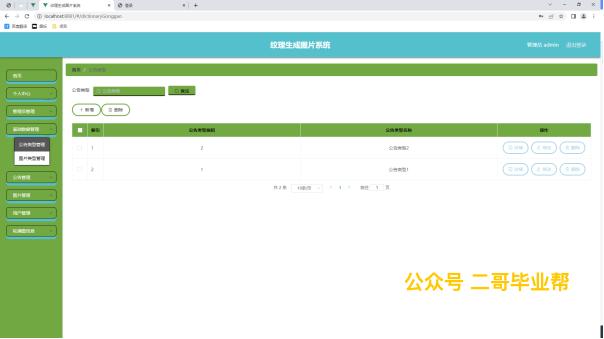 纹理生成图片系统
登录
localhost:8081/#/dictionaryGonggao
百度翻译
纹理生成图片系统
管理员 admin
退出登录
首页
个人中心
管理员管理
基础数据管理
公告类型管理
图片类型管理
公告管理
图片管理
用户管理
轮播图信息
首页
公告类型
公告类型
公告类型
查询
+ 新增
删除
索引
公告类型编码
公告类型名称
操作
1
2
公告类型2
详情
修改
删除
2
1
公告类型1
详情
修改
删除
共 2 条
10条/页
1
前往
1
页
公众号 二哥毕业帮